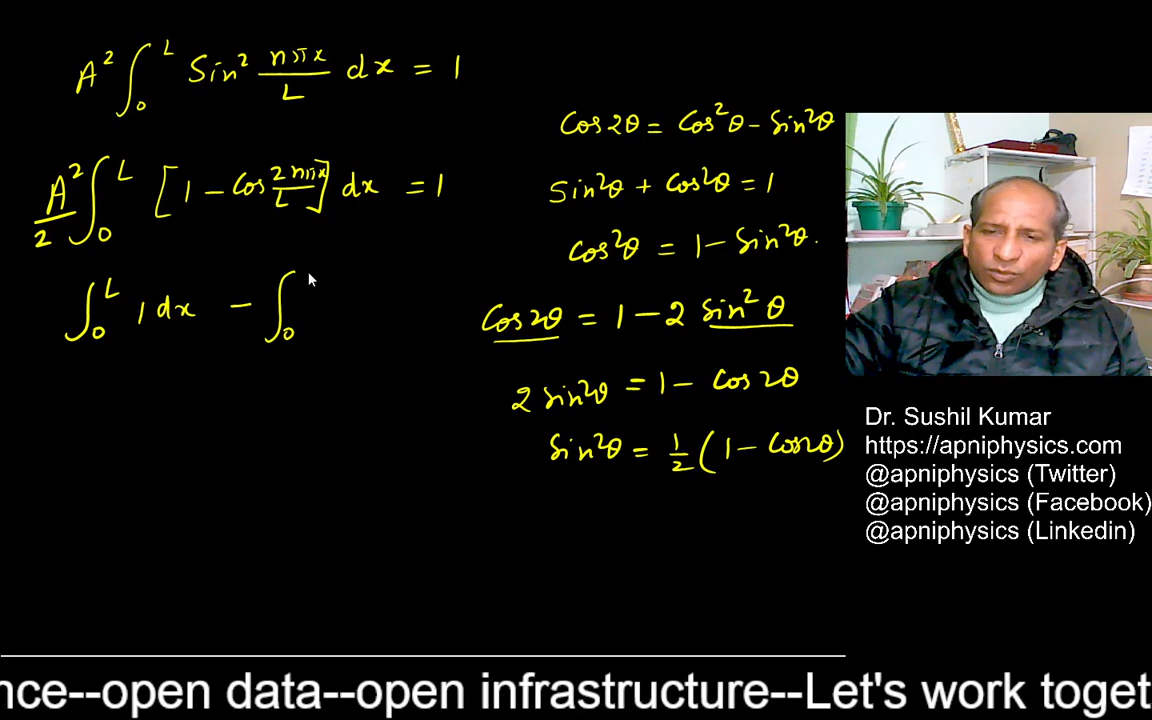 A² ∫₀ᴸ Sin² nπx/L dx = 1
A²/2 ∫₀ᴸ [1 − Cos 2nπx/L] dx = 1
∫₀ᴸ 1 dx − ∫₀
Cos 2θ = Cos²θ − Sin²θ
Sin²θ + Cos²θ = 1
Cos²θ = 1 − Sin²θ.
Cos 2θ = 1 − 2 Sin²θ
2 Sin²θ = 1 − Cos 2θ
Sin²θ = 1/2 (1 − Cos 2θ)
Dr. Sushil Kumar
https://apniphysics.com
@apniphysics (Twitter)
@apniphysics (Facebook)
@apniphysics (Linkedin)
nce--open data--open infrastructure--Let's work toget